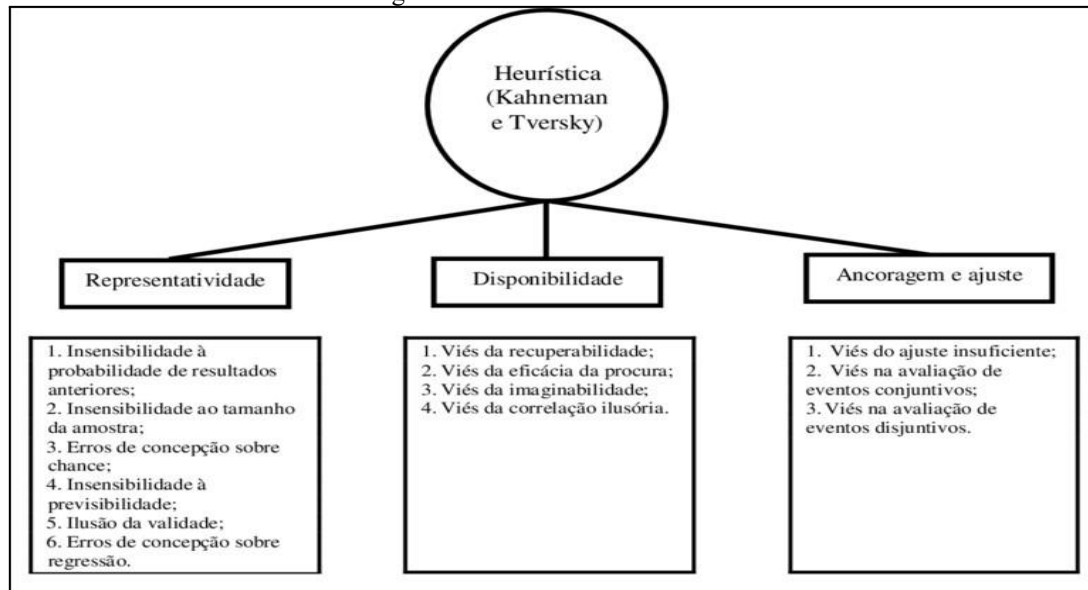 Heurística
(Kahneman
e Tversky)
Representatividade
Disponibilidade
Ancoragem e ajuste
1. Insensibilidade à
probabilidade de resultados
anteriores;
2. Insensibilidade ao tamanho
da amostra;
3. Erros de concepção sobre
chance;
4. Insensibilidade à
previsibilidade;
5. Ilusão da validade;
6. Erros de concepção sobre
regressão.
1. Viés da recuperabilidade;
2. Viés da eficácia da procura;
3. Viés da imaginabilidade;
4. Viés da correlação ilusória.
1. Viés do ajuste insuficiente;
2. Viés na avaliação de
eventos conjuntivos;
3. Viés na avaliação de
eventos disjuntivos.